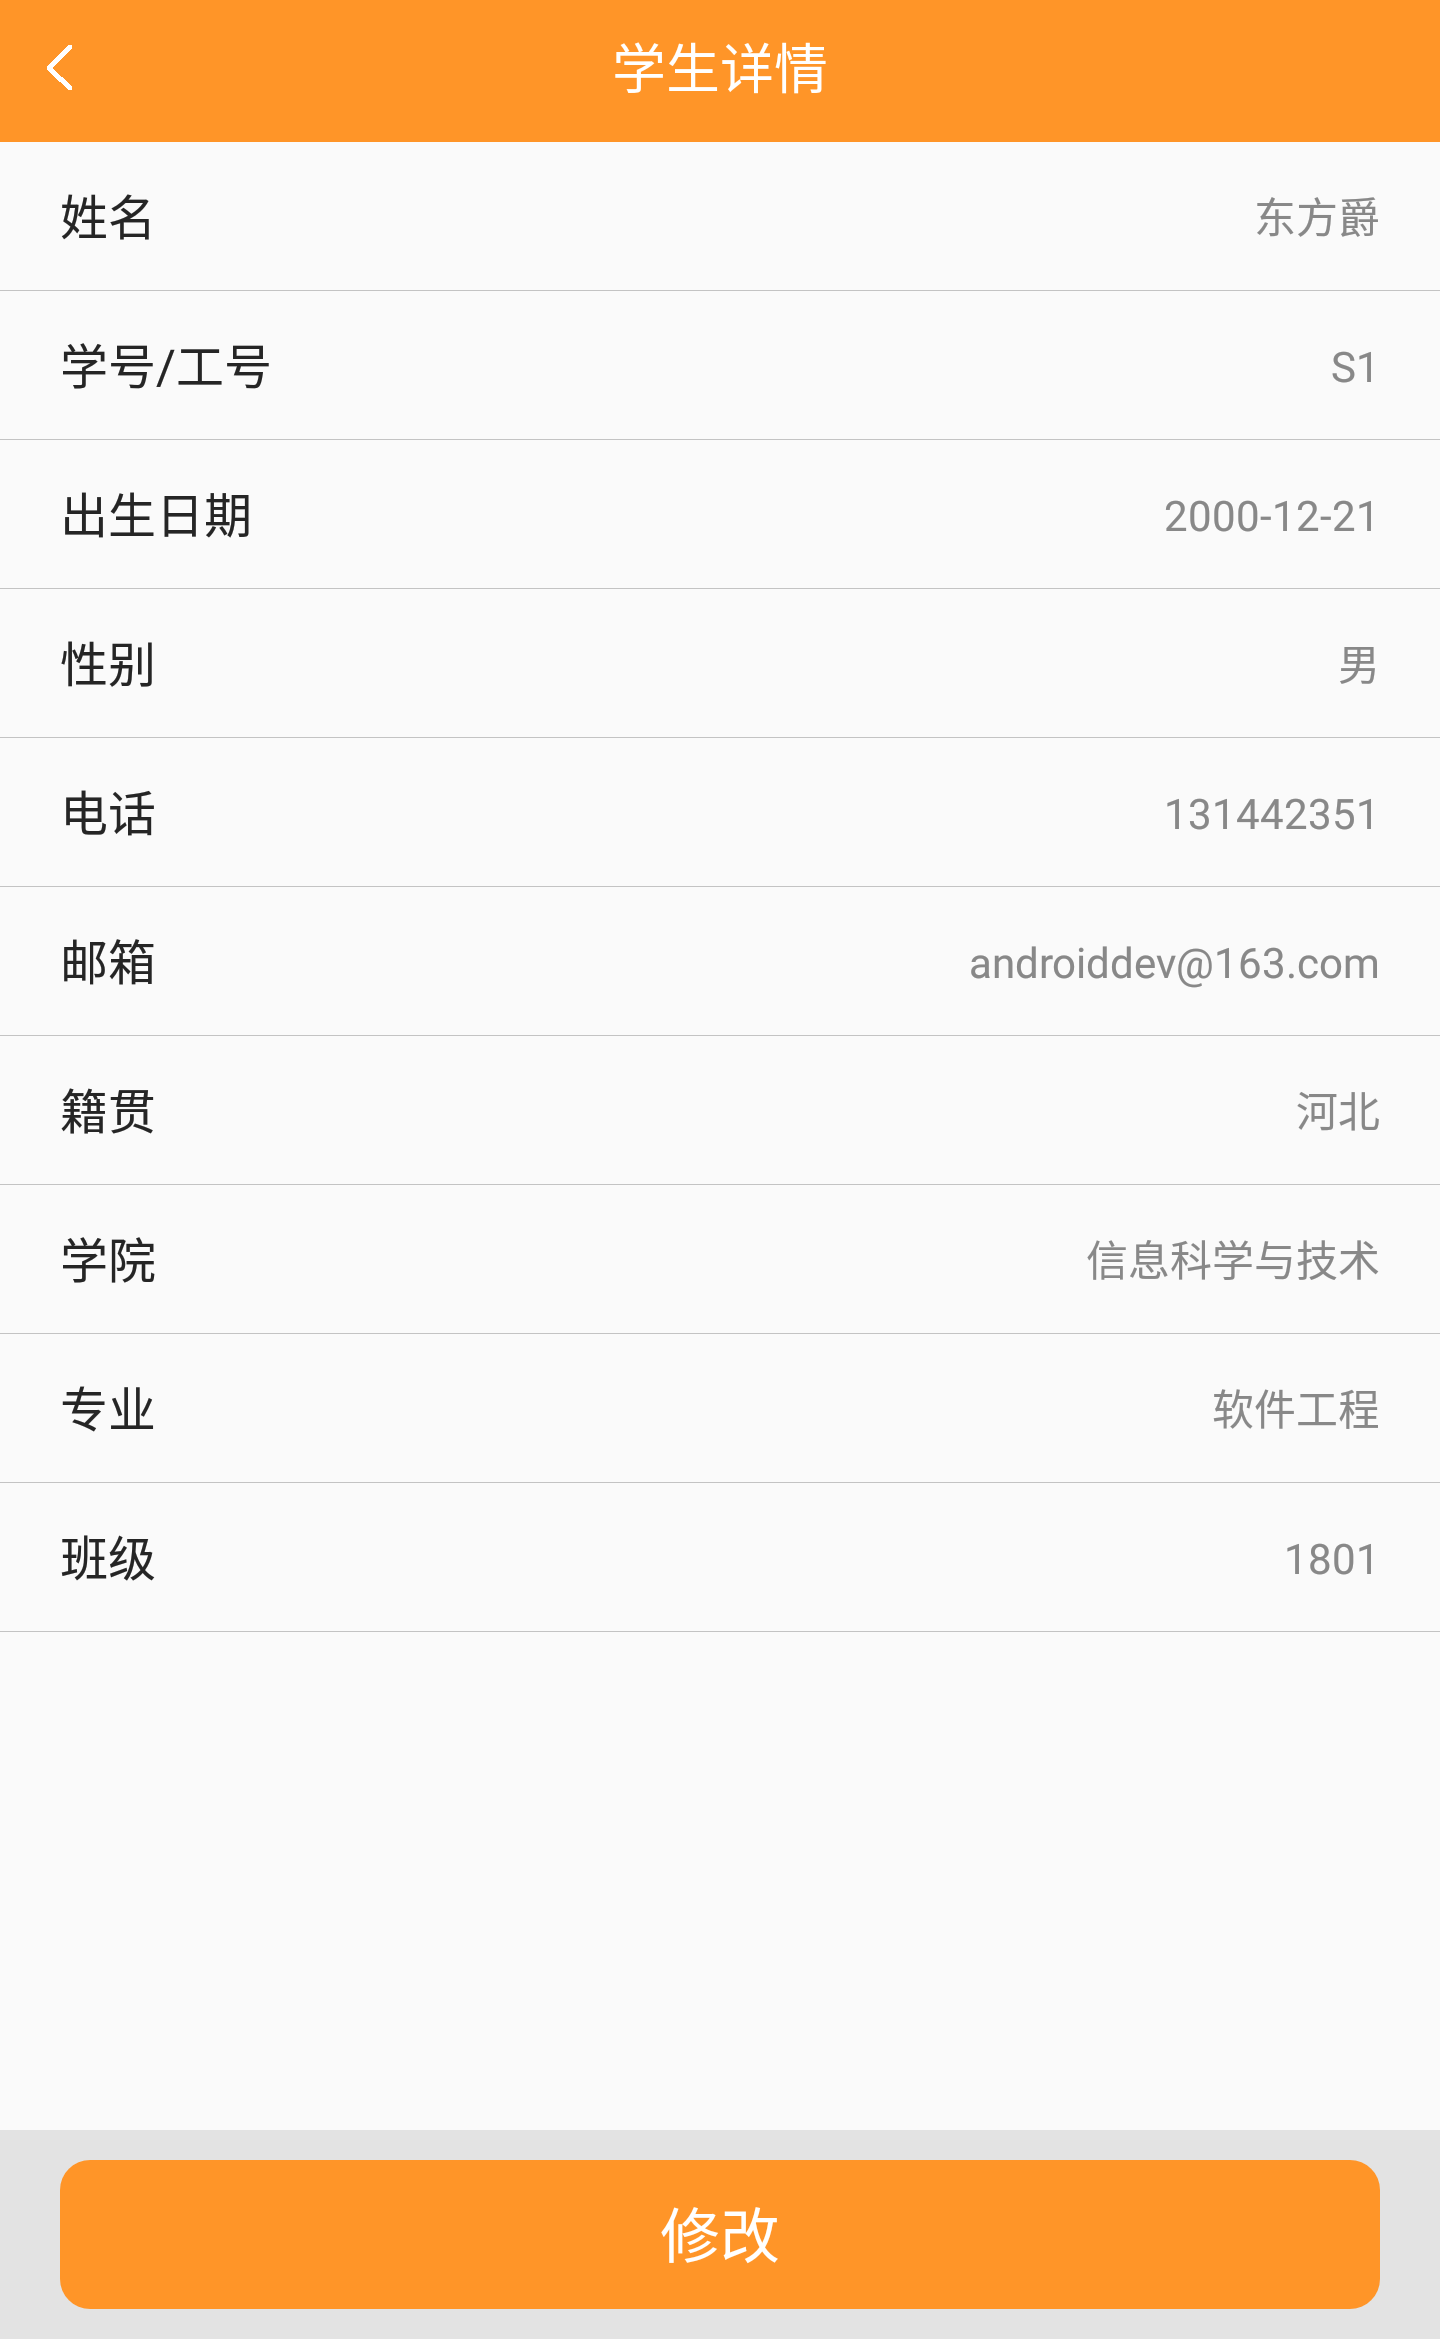 学生详情
姓名 东方爵
学号/工号 S1
出生日期 2000-12-21
性别 男
电话 131442351
邮箱 androiddev@163.com
籍贯 河北
学院 信息科学与技术
专业 软件工程
班级 1801
修改